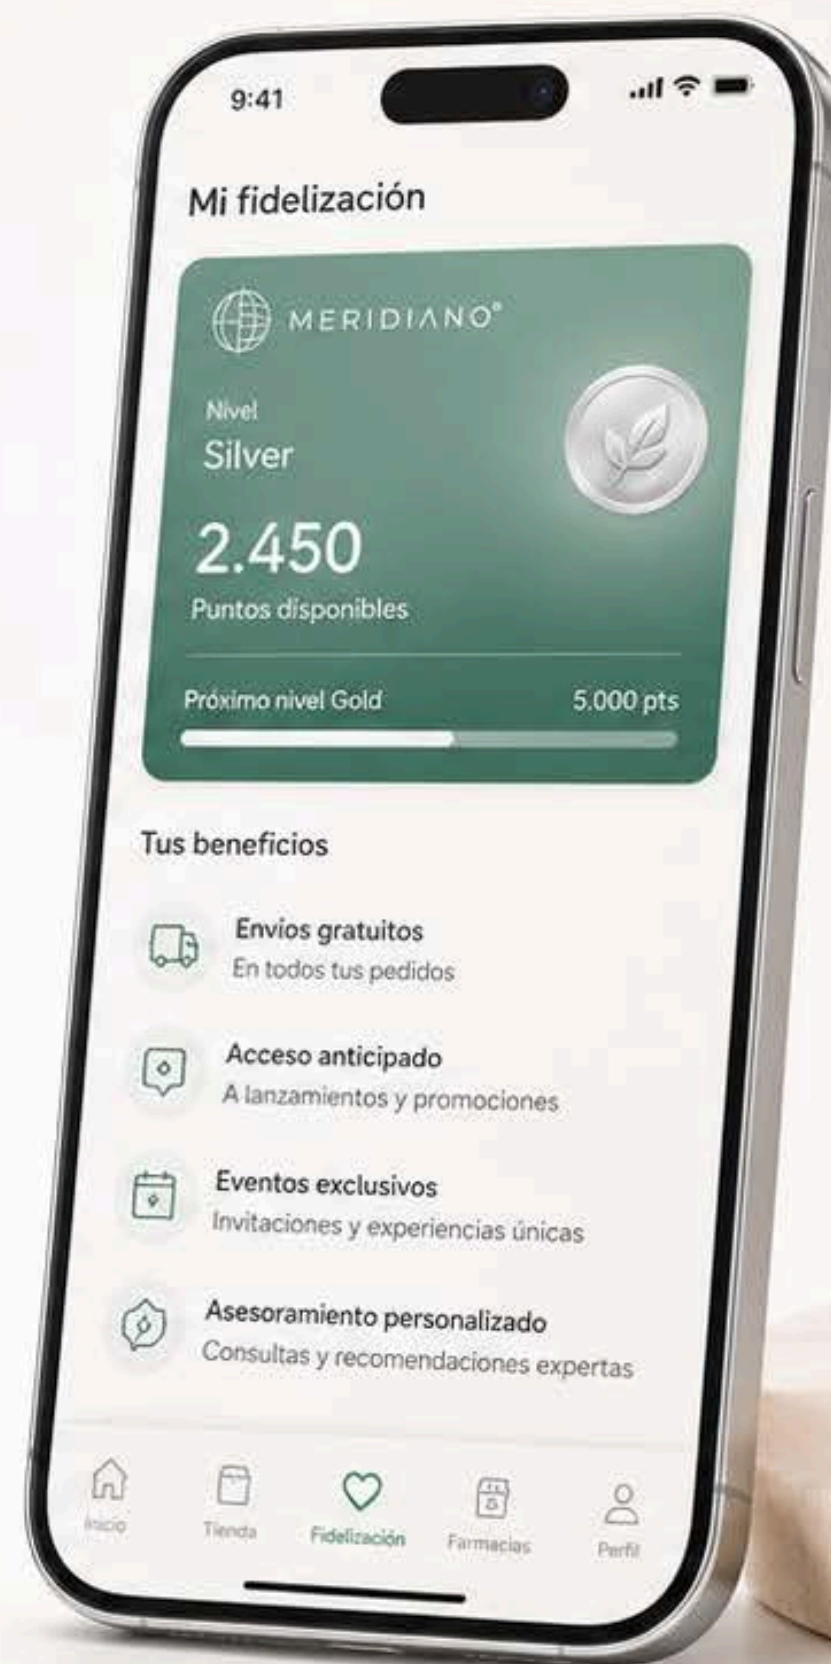 9:41
Mi fidelización
MERIDIANO°
Nivel
Silver
2.450
Puntos disponibles
Próximo nivel Gold 5.000 pts
Tus beneficios
Envíos gratuitos
En todos tus pedidos
Acceso anticipado
A lanzamientos y promociones
Eventos exclusivos
Invitaciones y experiencias únicas
Asesoramiento personalizado
Consultas y recomendaciones expertas
Inicio Tienda Fidelización Farmacias Perfil